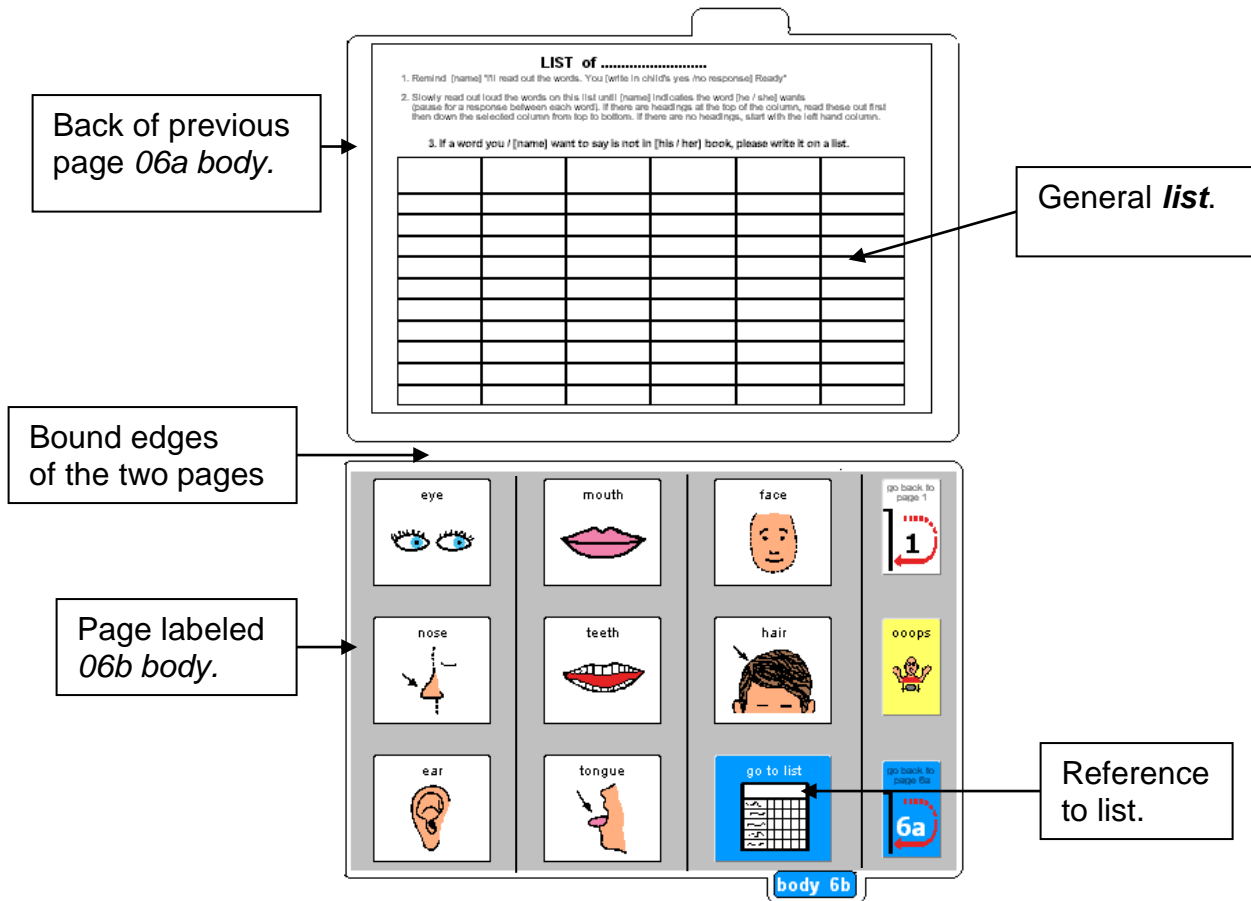 LIST of ..........................
1. Remind [name] "I'll read out the words. You [write in child's yes /no response] Ready"
2. Slowly read out loud the words on this list until [name] indicates the word [he / she] wants
(pause for a response between each word). If there are headings at the top of the column, read these out first
then down the selected column from top to bottom. If there are no headings, start with the left hand column.
3. If a word you / [name] want to say is not in [his / her] book, please write it on a list.
Back of previous
page 06a body.
General list.
Bound edges
of the two pages
Page labeled
06b body.
eye
mouth
face
go back to
page 1
1
nose
teeth
hair
ooops
ear
tongue
go to list
go back to
page 6a
6a
Reference
to list.
body 6b